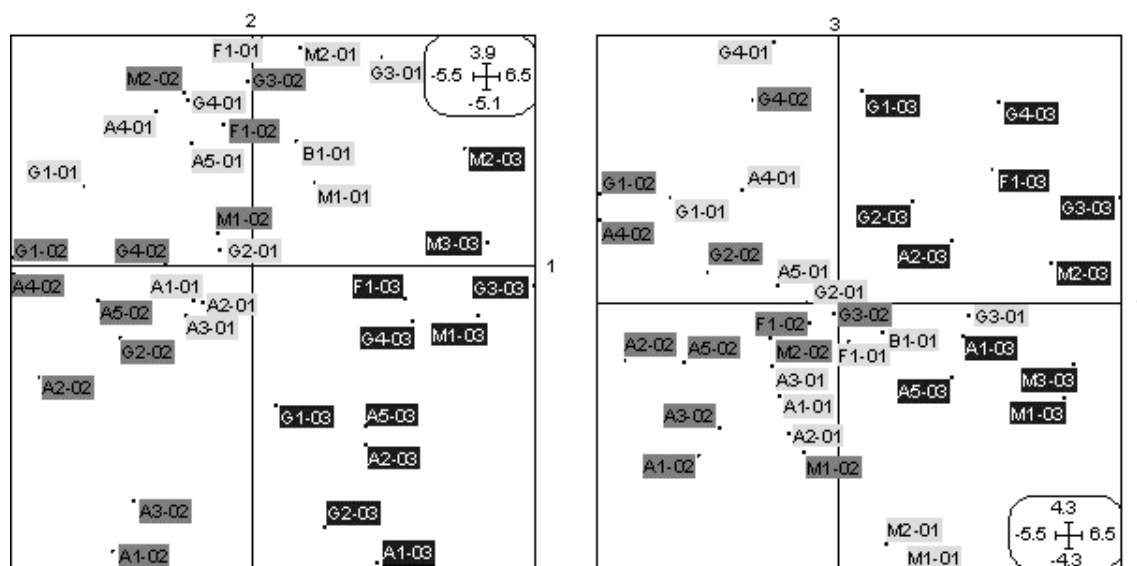 2
F1-01
M2-01
3.9
-5.5
6.5
-5.1
G3-01
M2-02
G3-02
G4-01
A4-01
F1-02
A5-01
B1-01
M2-03
G1-01
M1-01
M1-02
G1-02
G4-02
G2-01
M3-03
1
A4-02
A1-01
F1-03
G3-03
A5-02
A2-01
A3-01
G4-03
M1-03
G2-02
A2-02
G1-03
A5-03
A2-03
A3-02
G2-03
A1-02
A1-03
3
G4-01
G4-02
G1-03
G4-03
G1-02
A4-01
F1-03
G1-01
G2-03
G3-03
A4-02
G2-02
A2-03
A5-01
M2-03
G2-01
F1-02
G3-02
G3-01
A2-02
A5-02
M2-02
F1-01
B1-01
A1-03
A3-01
A5-03
M3-03
A1-01
M1-03
A3-02
A2-01
A1-02
M1-02
4.3
-5.5
6.5
-4.3
M2-01
M1-01